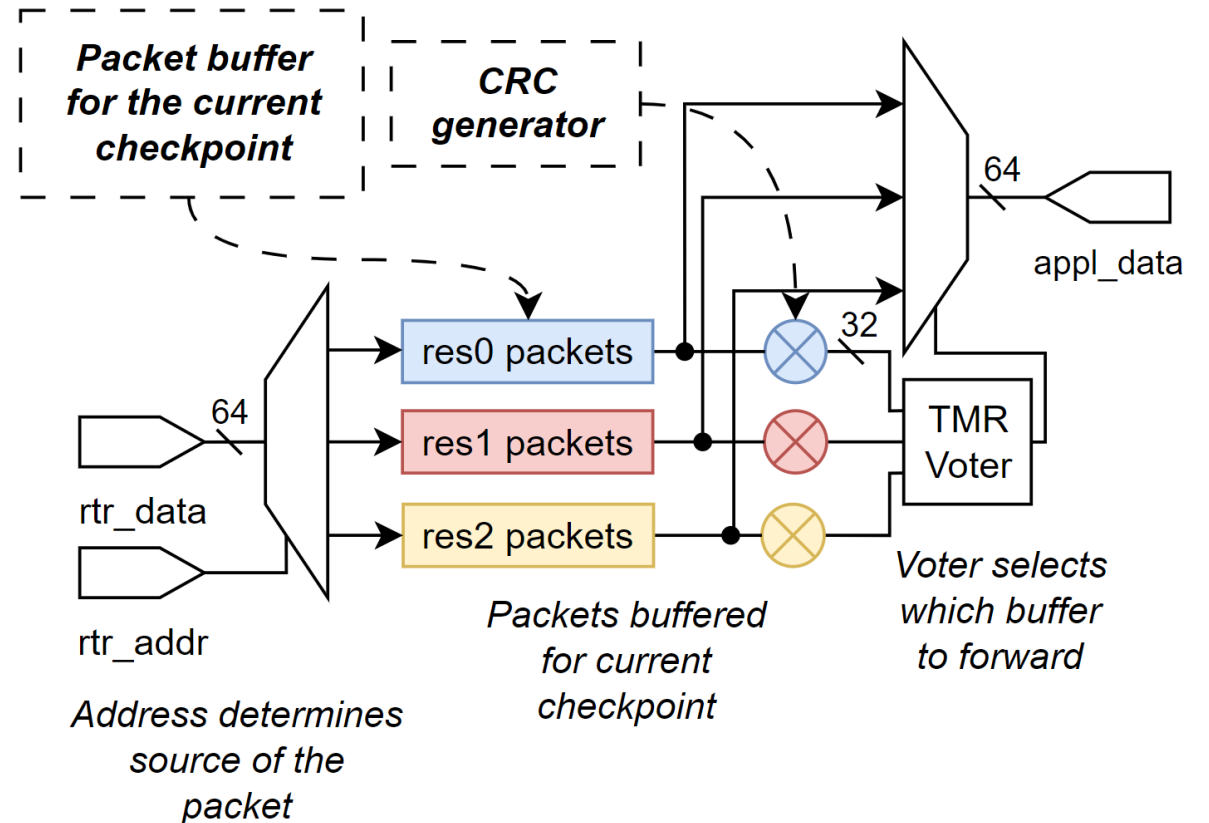 Packet buffer
for the current
checkpoint
CRC
generator
64
appl_data
32
res0 packets
res1 packets
res2 packets
64
rtr_data
rtr_addr
TMR
Voter
Voter selects
which buffer
to forward
Packets buffered
for current
checkpoint
Address determines
source of the
packet